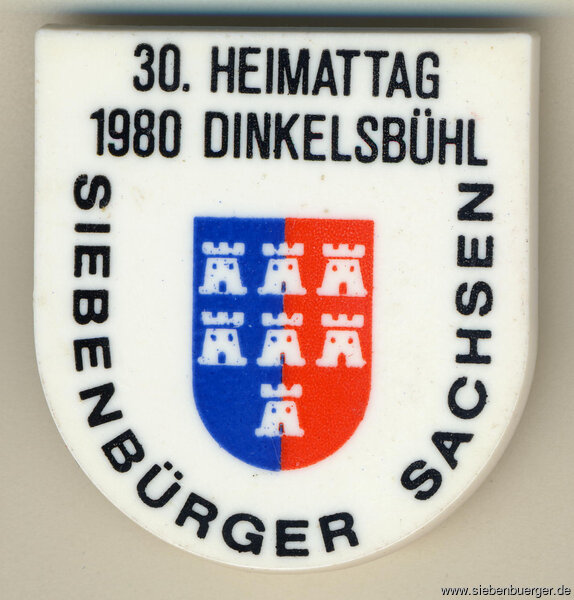 30. HEIMATTAG
1980 DINKELSBÜHL
SIEBENBÜRGER SACHSEN
www.siebenbuerger.de